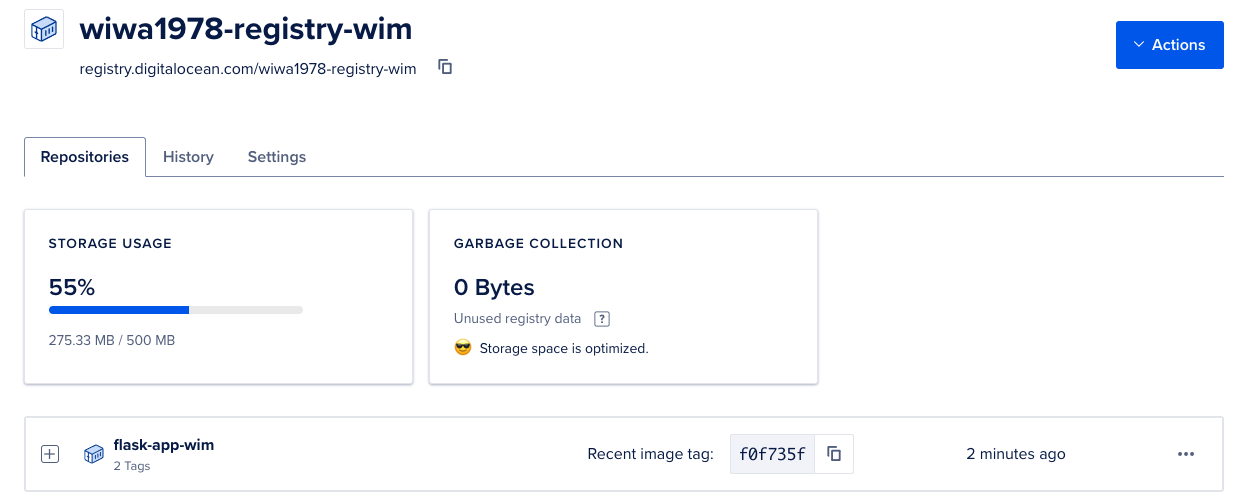 wiwa1978-registry-wim
registry.digitalocean.com/wiwa1978-registry-wim
Actions
Repositories History Settings
STORAGE USAGE
55%
275.33 MB / 500 MB
GARBAGE COLLECTION
0 Bytes
Unused registry data ?
😎 Storage space is optimized.
flask-app-wim
2 Tags
Recent image tag: f0f735f 2 minutes ago